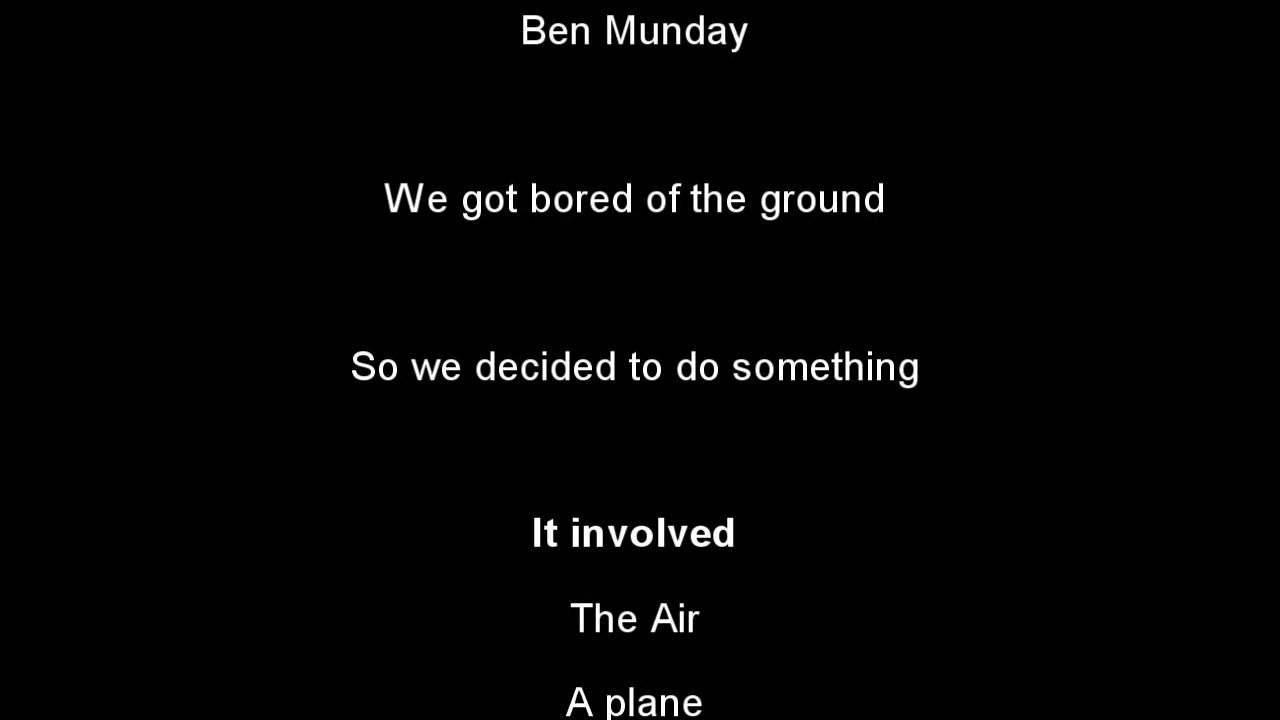 Ben Munday
We got bored of the ground
So we decided to do something
It involved
The Air
A plane